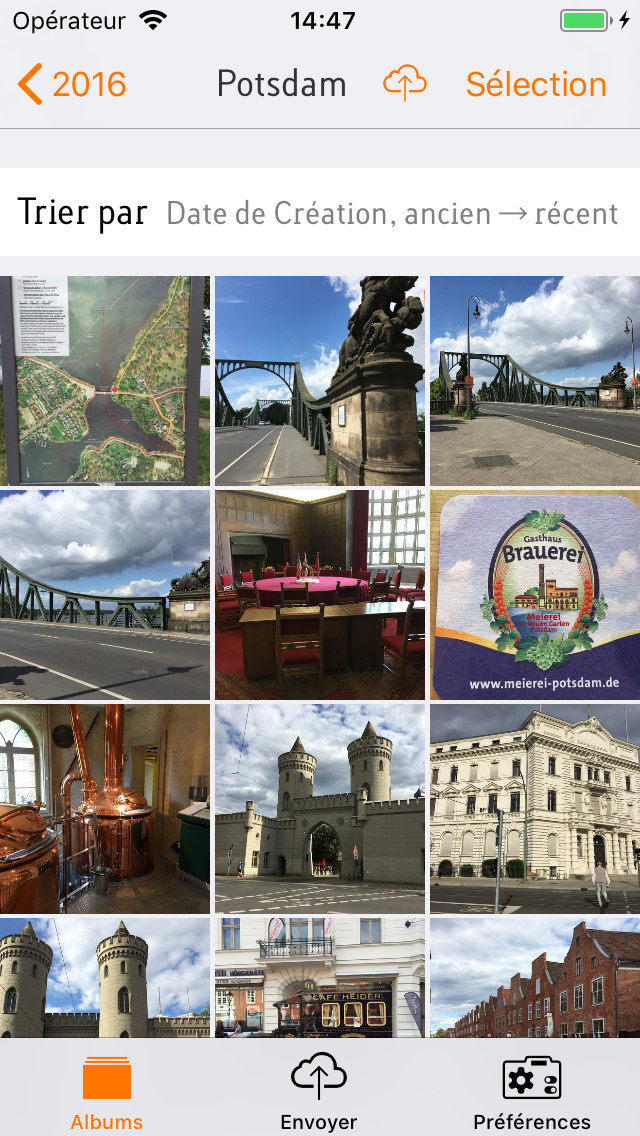 Opérateur 14:47
2016 Potsdam Sélection
Trier par Date de Création, ancien → récent
Gasthaus
Brauerei
Meierei
Potsdam
www.meierei-potsdam.de
CAFE HEIDER
Albums Envoyer Préférences